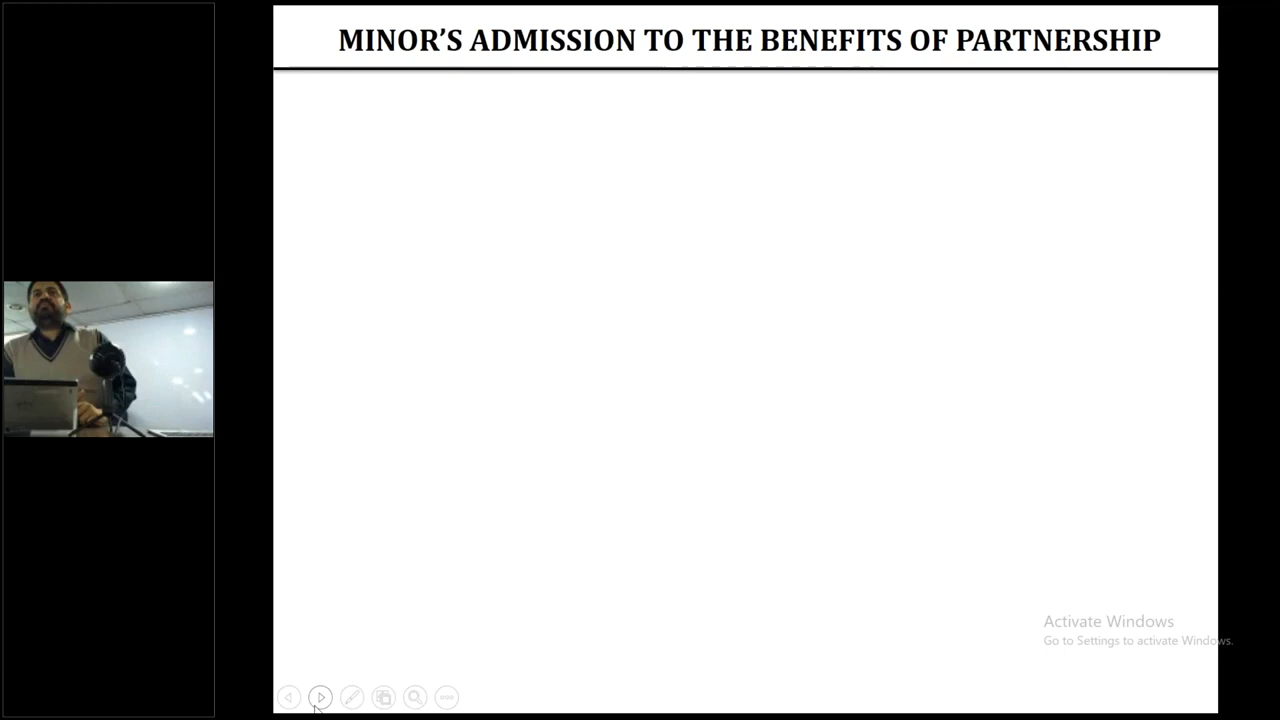 MINOR’S ADMISSION TO THE BENEFITS OF PARTNERSHIP
Activate Windows
Go to Settings to activate Windows.